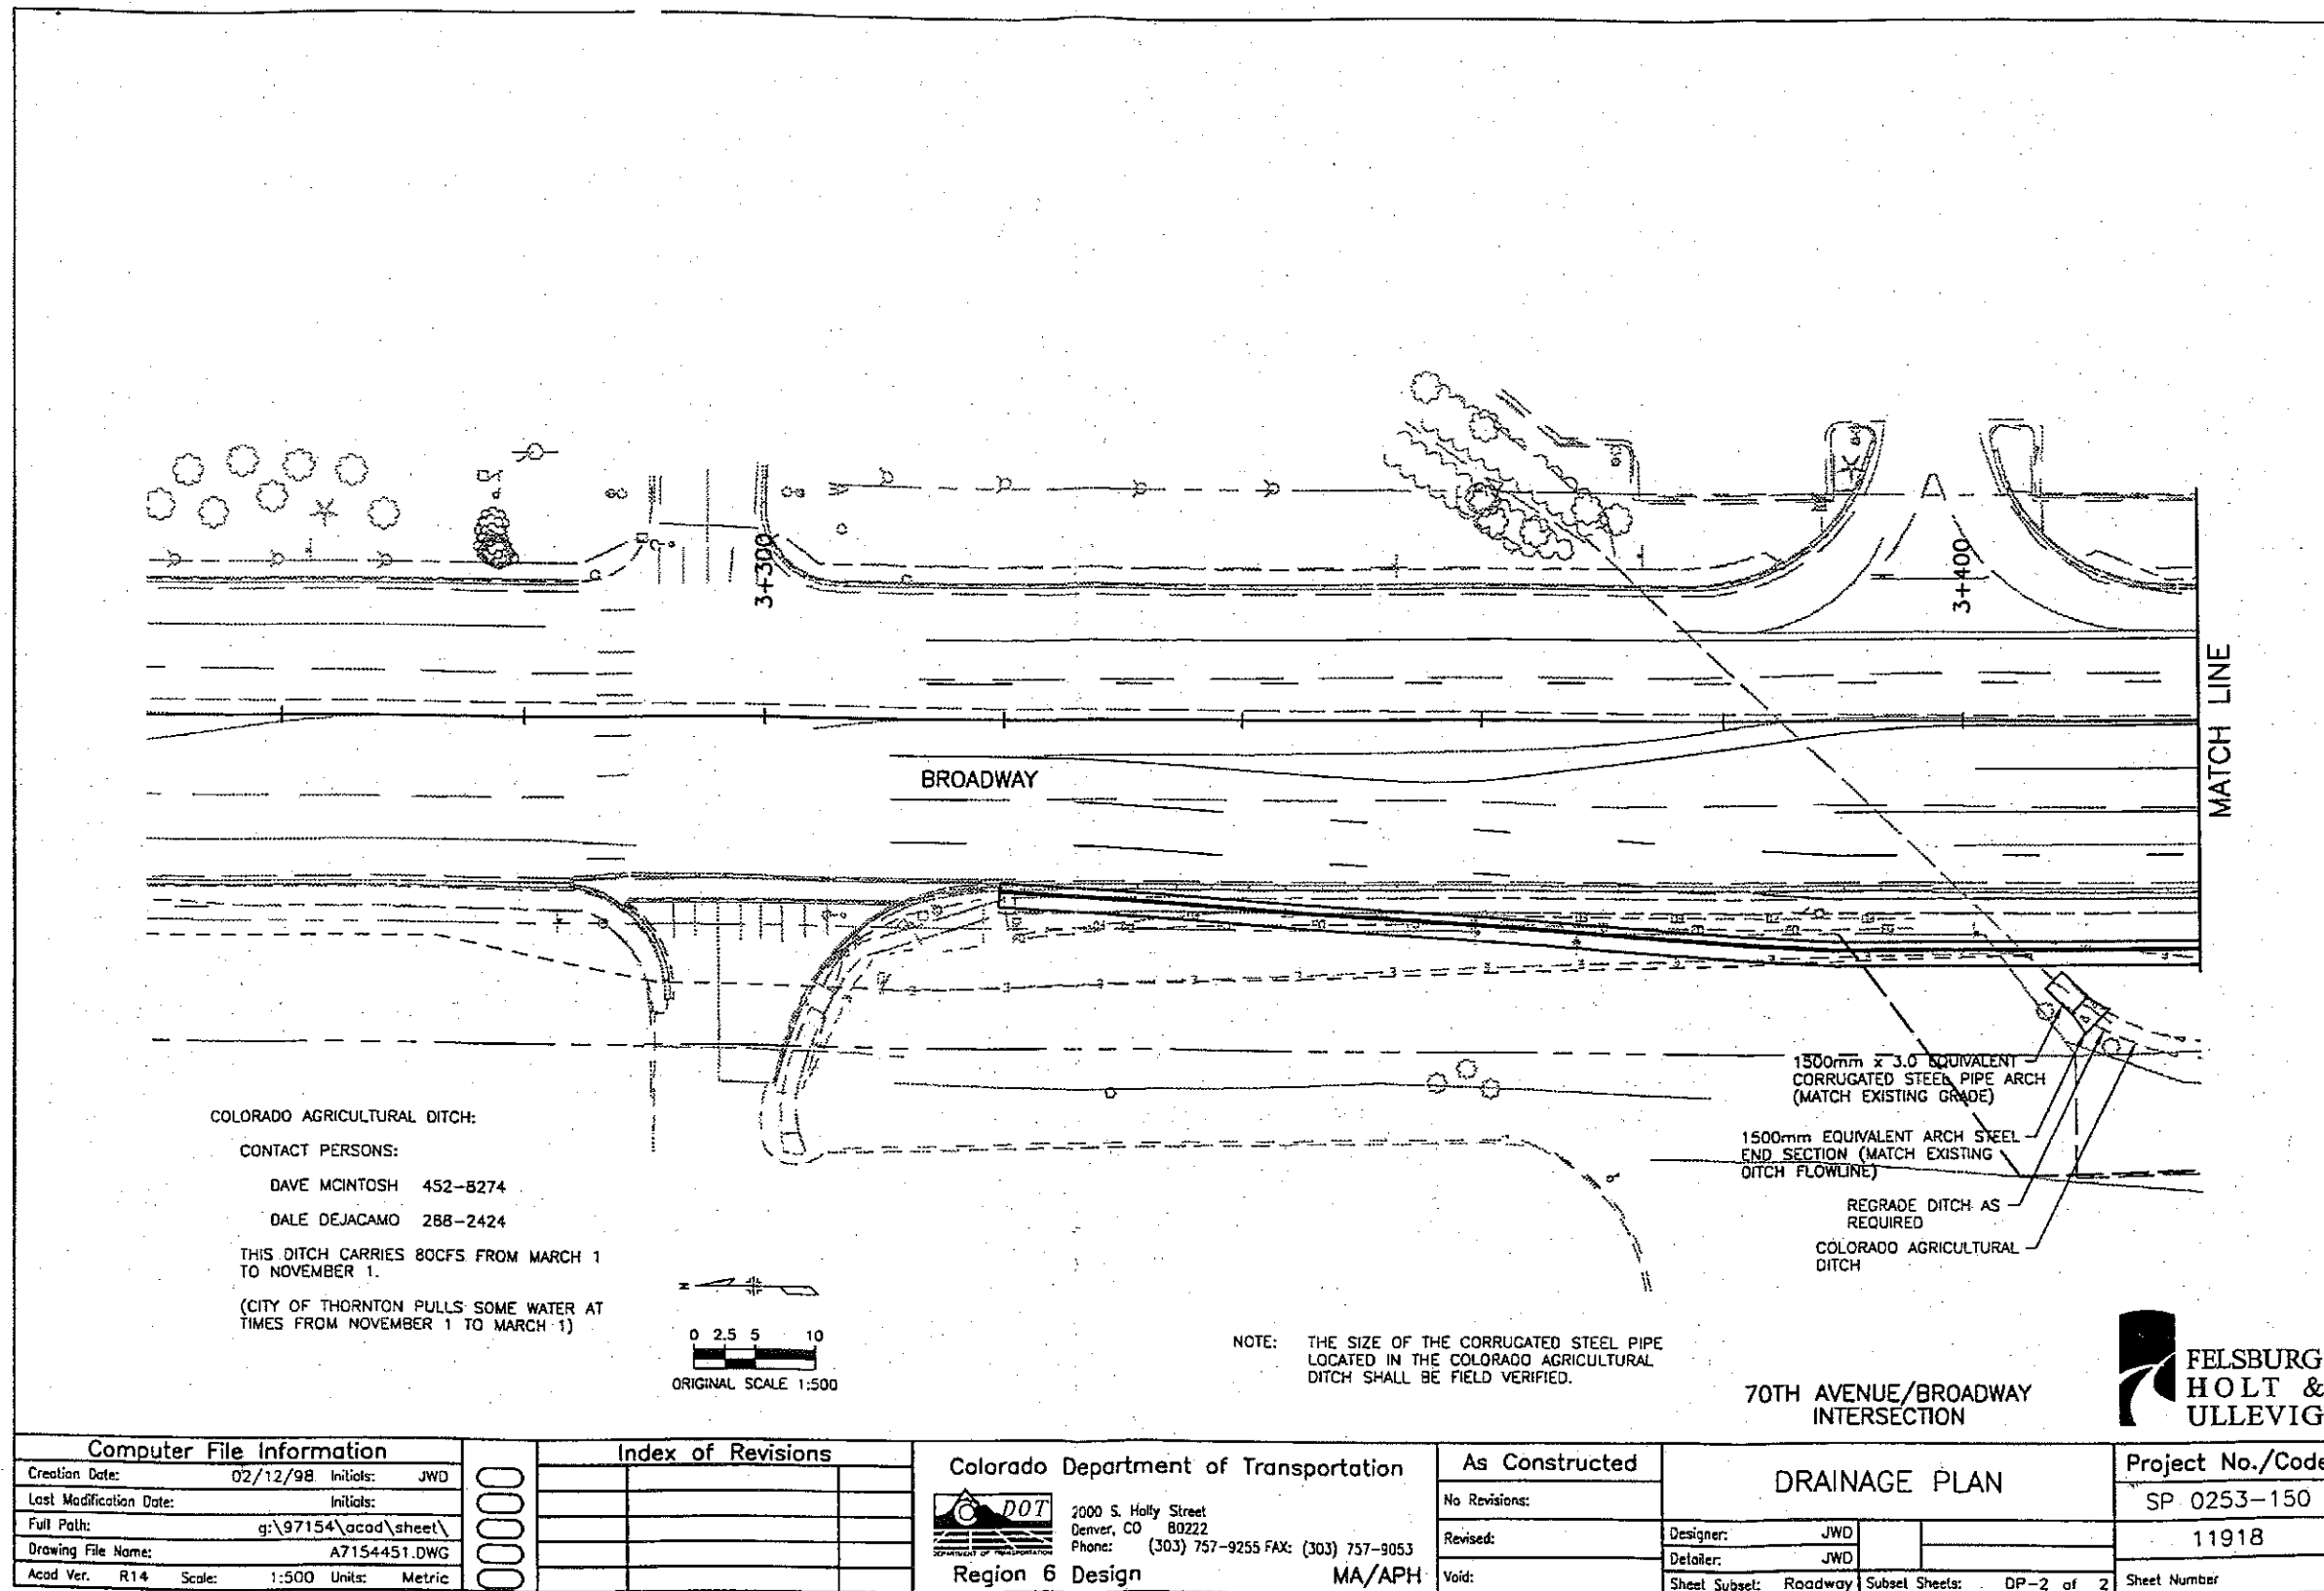 3+300
3+400
MATCH LINE
BROADWAY
1500mm x 3.0 EQUIVALENT
CORRUGATED STEEL PIPE ARCH
(MATCH EXISTING GRADE)
1500mm EQUIVALENT ARCH STEEL
END SECTION (MATCH EXISTING
DITCH FLOWLINE)
REGRADE DITCH AS
REQUIRED
COLORADO AGRICULTURAL
DITCH
COLORADO AGRICULTURAL DITCH:
CONTACT PERSONS:
DAVE MCINTOSH 452-8274
DALE DEJACAMO 288-2424
THIS DITCH CARRIES 80CFS FROM MARCH 1
TO NOVEMBER 1.
(CITY OF THORNTON PULLS SOME WATER AT
TIMES FROM NOVEMBER 1 TO MARCH 1)
N
0 2.5 5 10
ORIGINAL SCALE 1:500
NOTE: THE SIZE OF THE CORRUGATED STEEL PIPE
LOCATED IN THE COLORADO AGRICULTURAL
DITCH SHALL BE FIELD VERIFIED.
70TH AVENUE/BROADWAY
INTERSECTION
FELSBURG
HOLT &
ULLEVIG
Computer File Information
Creation Date: 02/12/98 Initials: JWD
Last Modification Date: Initials:
Full Path: g:\97154\acad\sheet\
Drawing File Name: A7154451.DWG
Acad Ver. R14 Scale: 1:500 Units: Metric
Index of Revisions
Colorado Department of Transportation
DOT
DEPARTMENT OF TRANSPORTATION
2000 S. Holly Street
Denver, CO 80222
Phone: (303) 757-9255 FAX: (303) 757-9053
Region 6 Design MA/APH
As Constructed
No Revisions:
Revised:
Void:
DRAINAGE PLAN
Designer: JWD
Detailer: JWD
Sheet Subset: Roadway Subset Sheets: DP-2 of 2
Project No./Code
SP 0253-150
11918
Sheet Number